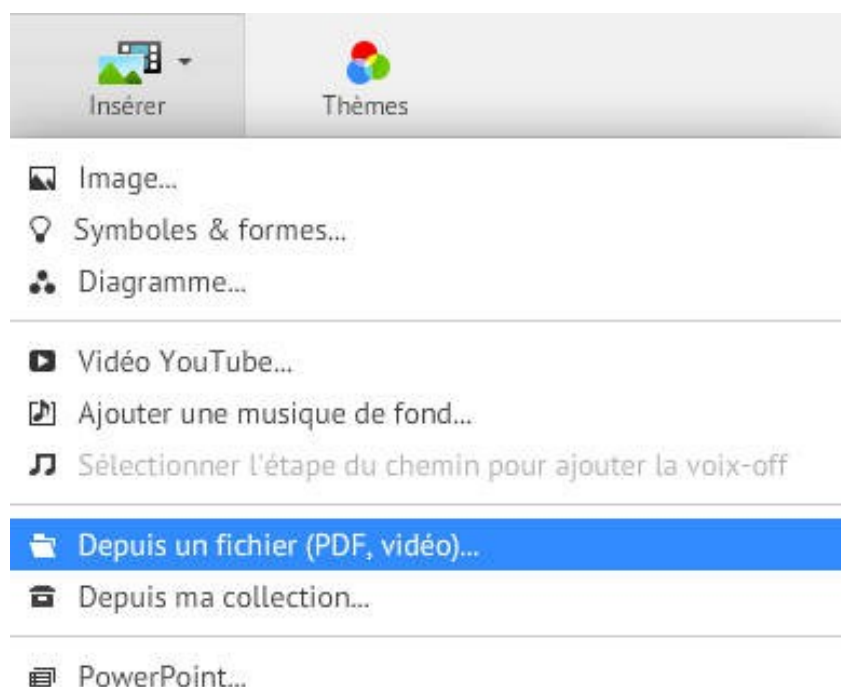 Insérer
Thèmes
Image...
Symboles & formes...
Diagramme...
Vidéo YouTube...
Ajouter une musique de fond...
Sélectionner l'étape du chemin pour ajouter la voix-off
Depuis un fichier (PDF, vidéo)...
Depuis ma collection...
PowerPoint...